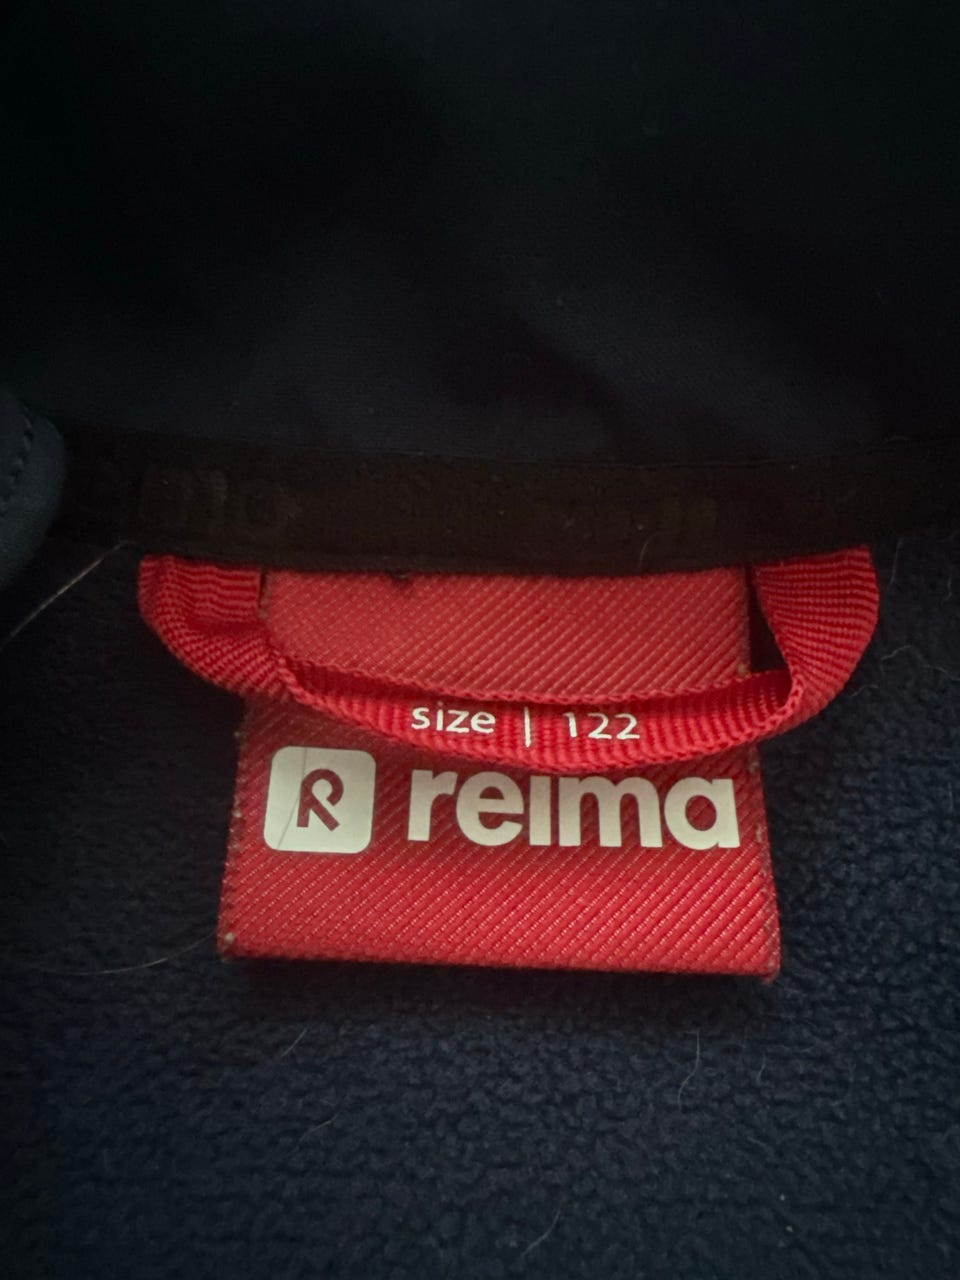 size | 122
reima